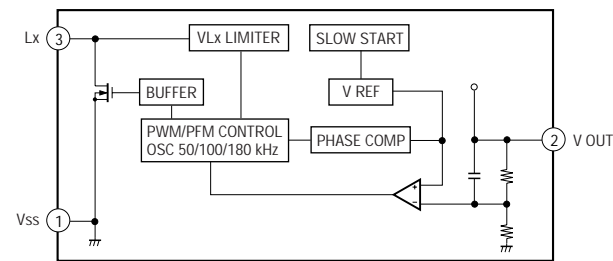 Lx 3 VLx LIMITER SLOW START
BUFFER V REF
PWM/PFM CONTROL
OSC 50/100/180 kHz
PHASE COMP
2 V OUT
+
−
Vss 1